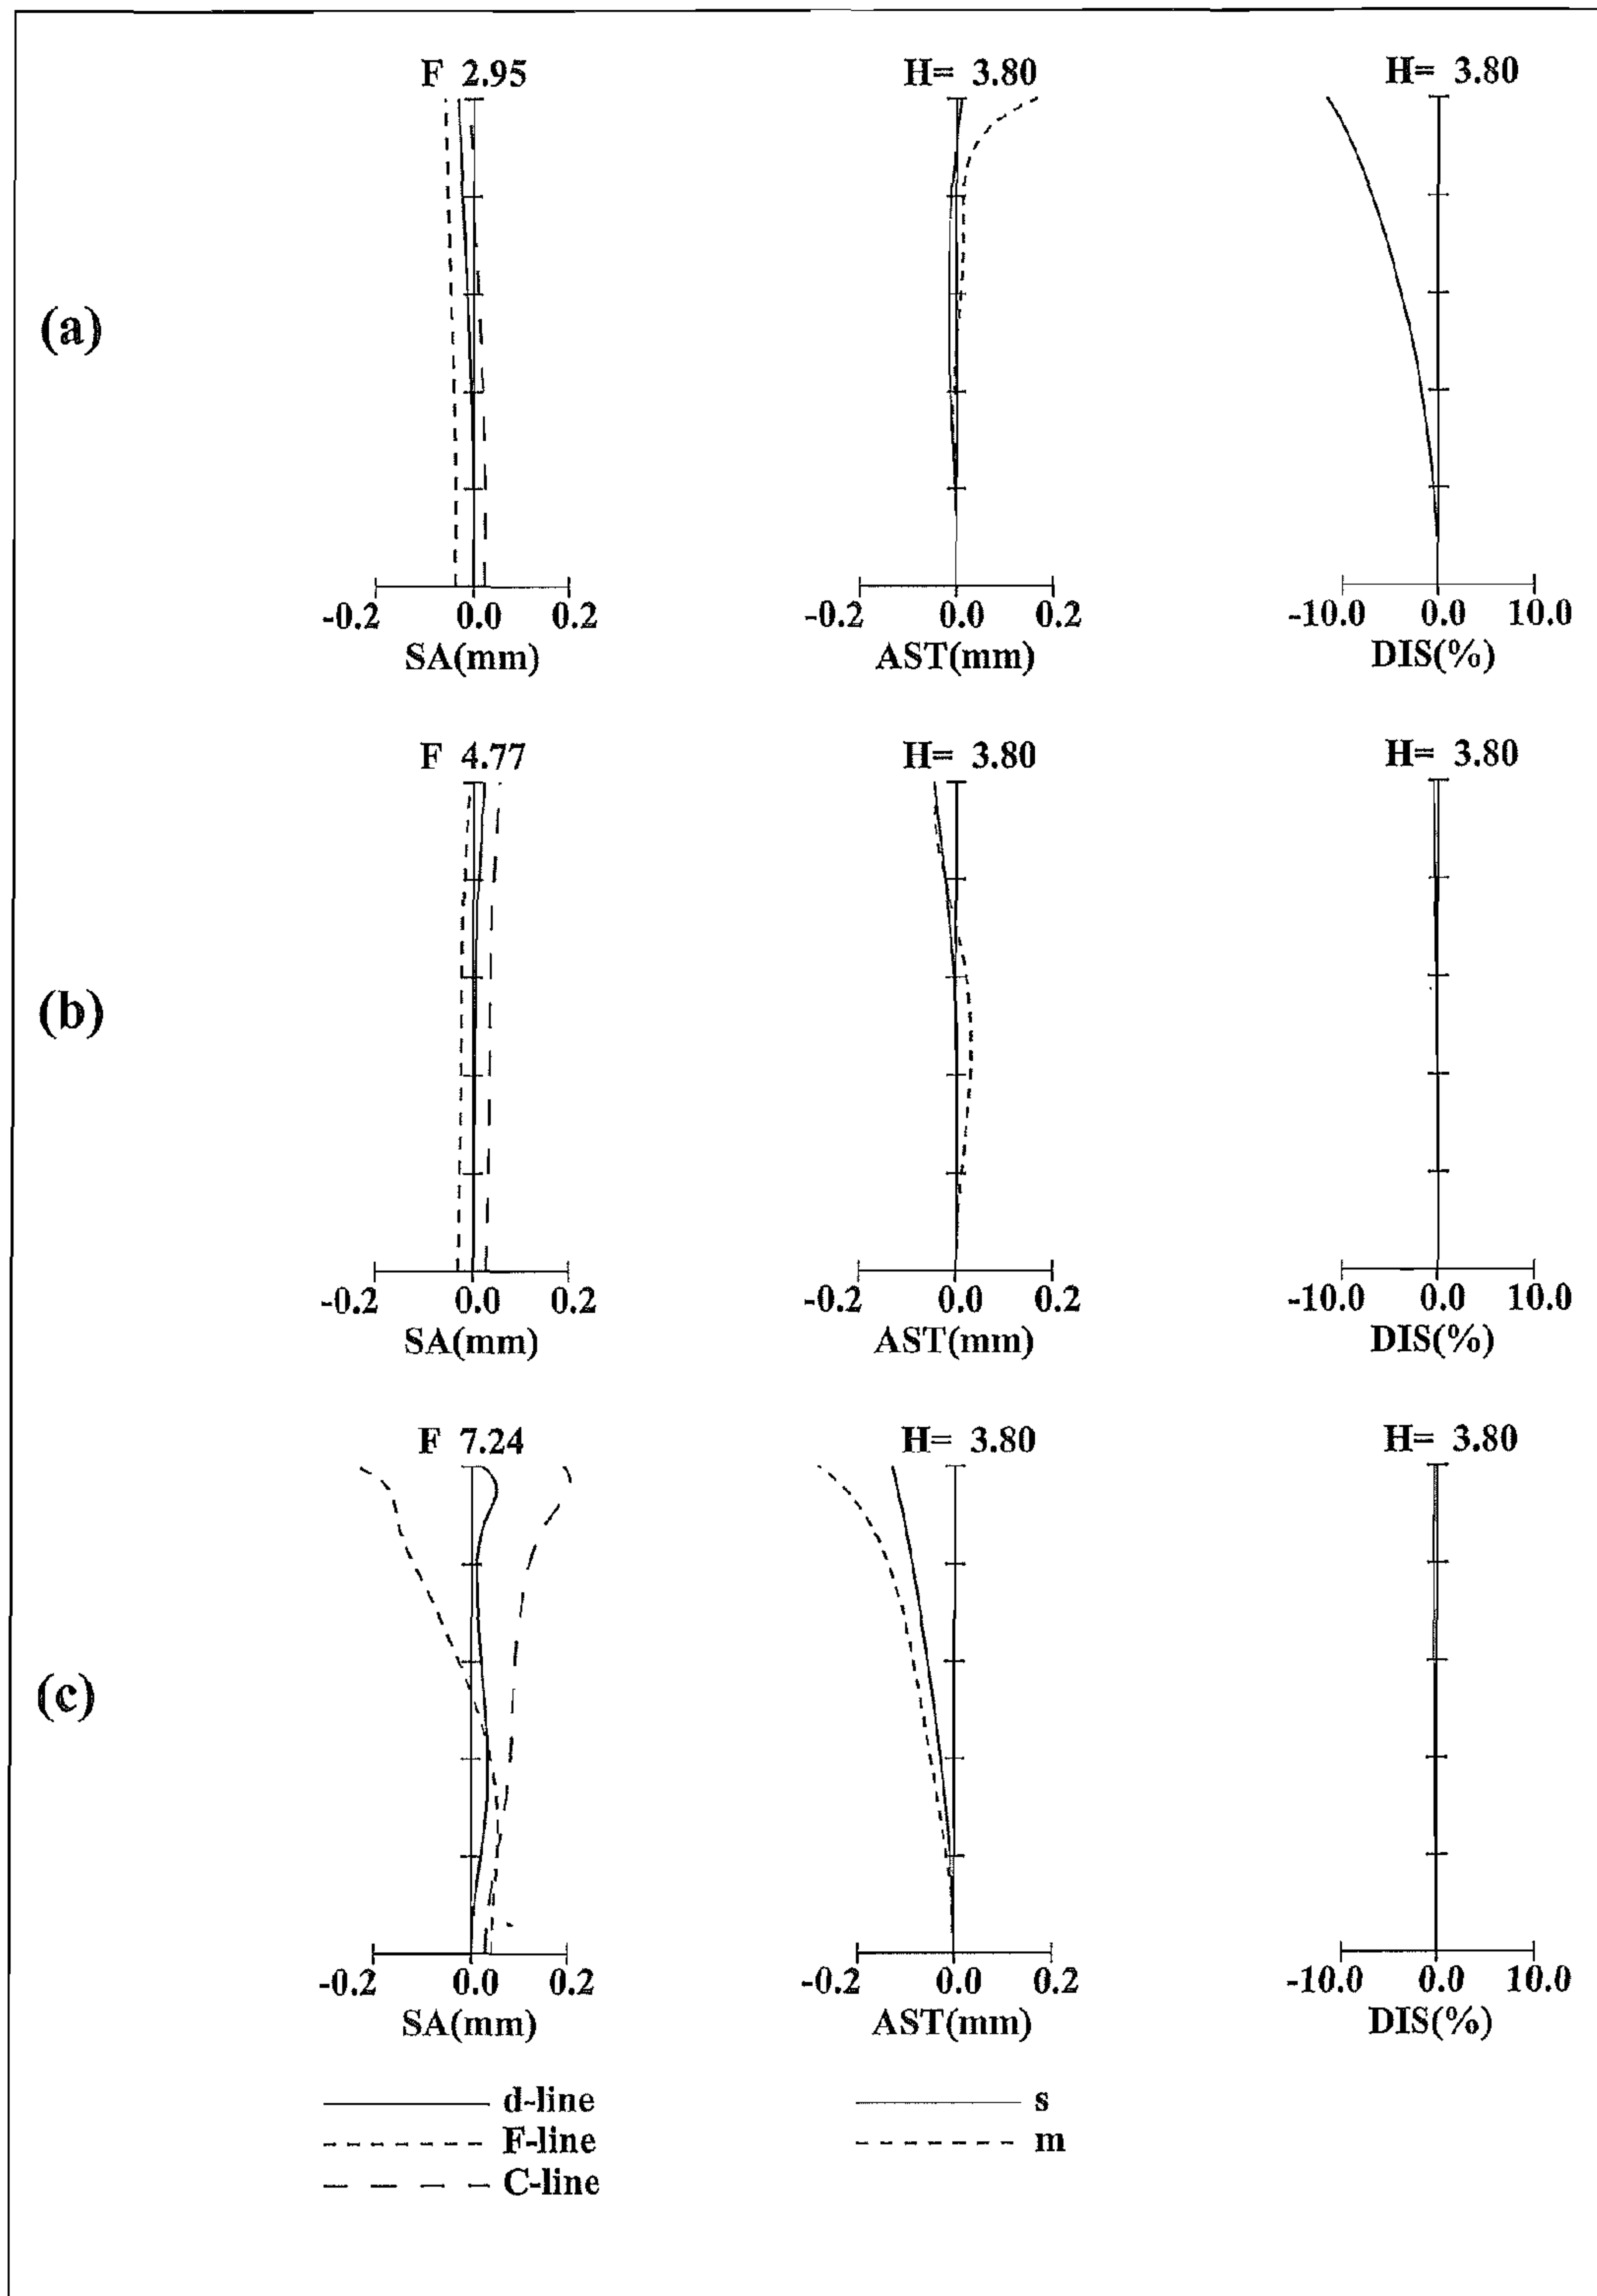 F 2.95 H= 3.80 H= 3.80
(a)
-0.2 0.0 0.2 -0.2 0.0 0.2 -10.0 0.0 10.0
SA(mm) AST(mm) DIS(%)
F 4.77 H= 3.80 H= 3.80
(b)
-0.2 0.0 0.2 -0.2 0.0 0.2 -10.0 0.0 10.0
SA(mm) AST(mm) DIS(%)
F 7.24 H= 3.80 H= 3.80
(c)
-0.2 0.0 0.2 -0.2 0.0 0.2 -10.0 0.0 10.0
SA(mm) AST(mm) DIS(%)
d-line s
F-line m
C-line